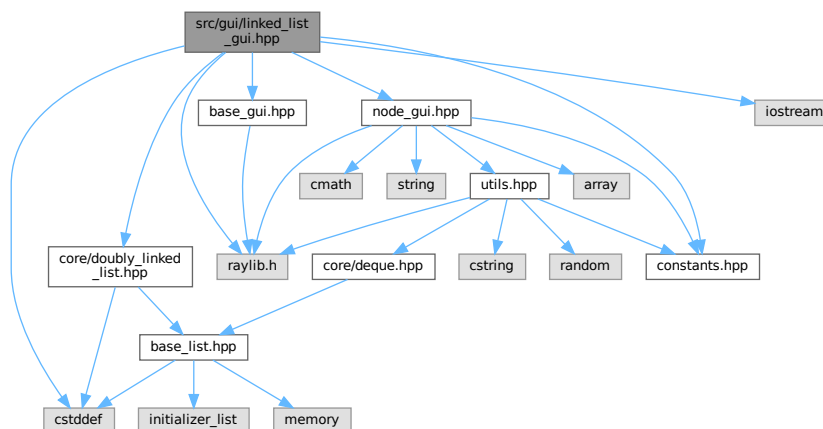 src/gui/linked_list
_gui.hpp
base_gui.hpp
node_gui.hpp
iostream
cmath
string
utils.hpp
array
core/doubly_linked
_list.hpp
raylib.h
core/deque.hpp
cstring
random
constants.hpp
base_list.hpp
cstddef
initializer_list
memory